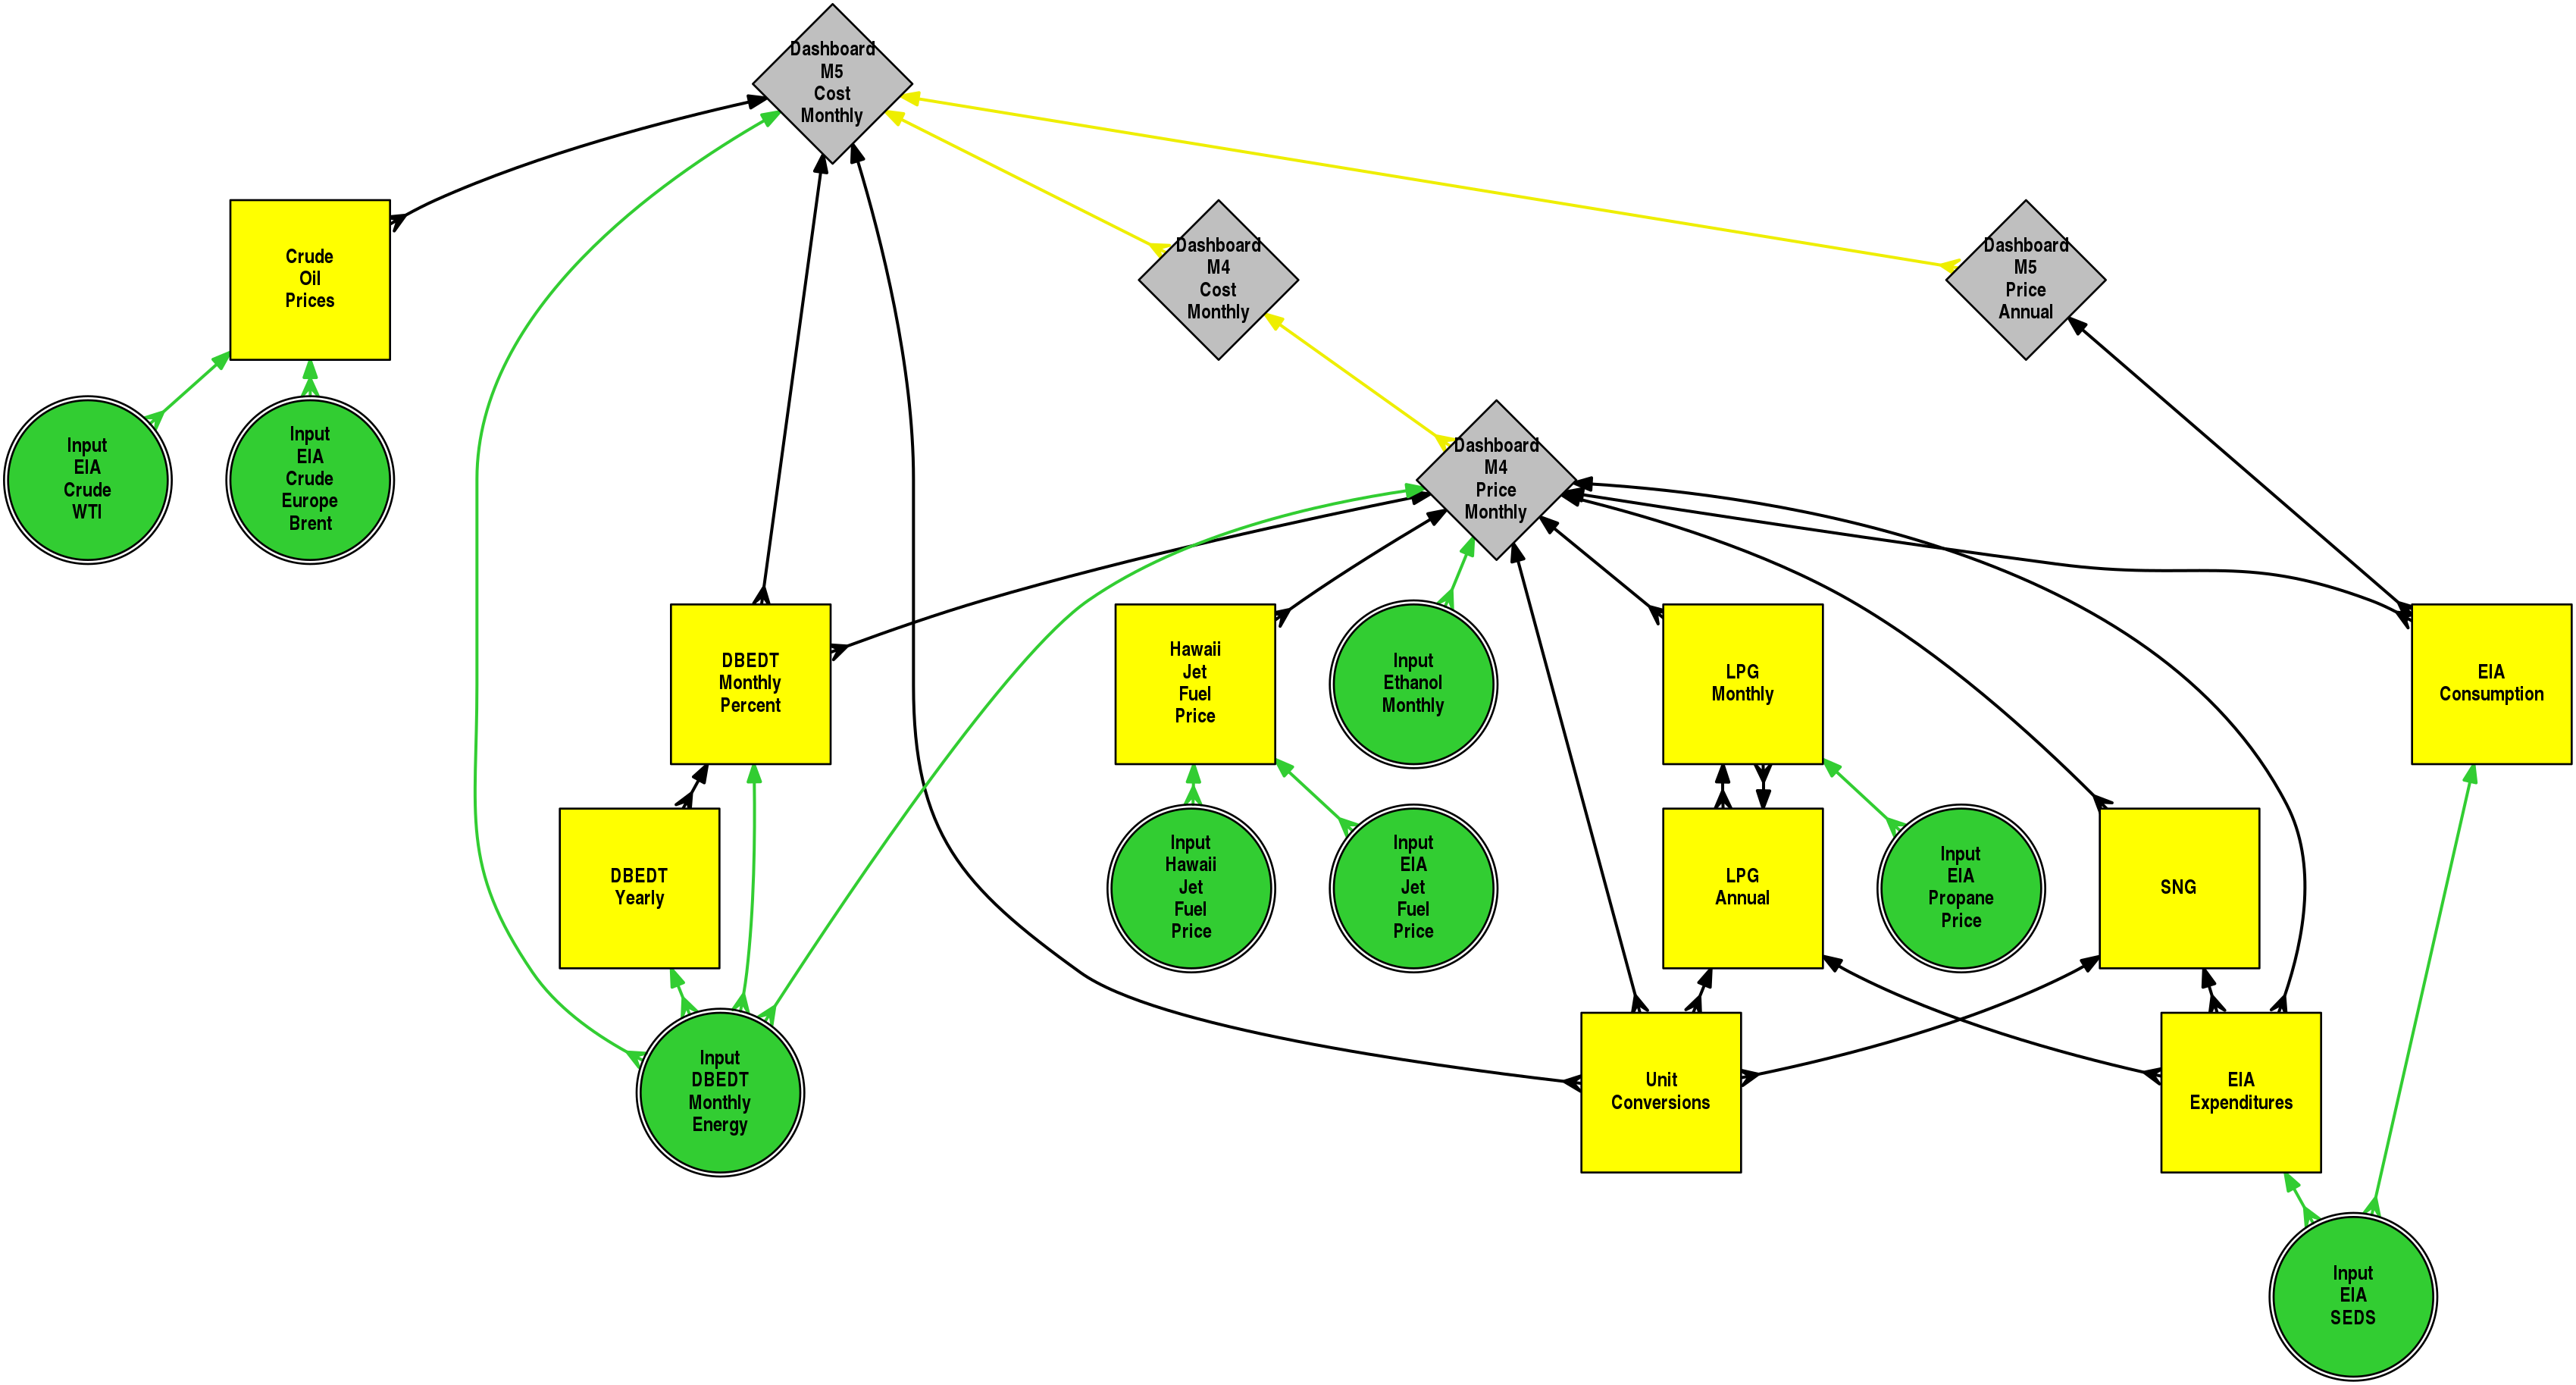 Dashboard
M5
Cost
Monthly
Crude
Oil
Prices
Dashboard
M4
Cost
Monthly
Dashboard
M5
Price
Annual
Input
EIA
Crude
WTI
Input
EIA
Crude
Europe
Brent
Dashboard
M4
Price
Monthly
DBEDT
Monthly
Percent
Hawaii
Jet
Fuel
Price
Input
Ethanol
Monthly
LPG
Monthly
EIA
Consumption
DBEDT
Yearly
Input
Hawaii
Jet
Fuel
Price
Input
EIA
Jet
Fuel
Price
LPG
Annual
Input
EIA
Propane
Price
SNG
Input
DBEDT
Monthly
Energy
Unit
Conversions
EIA
Expenditures
Input
EIA
SEDS